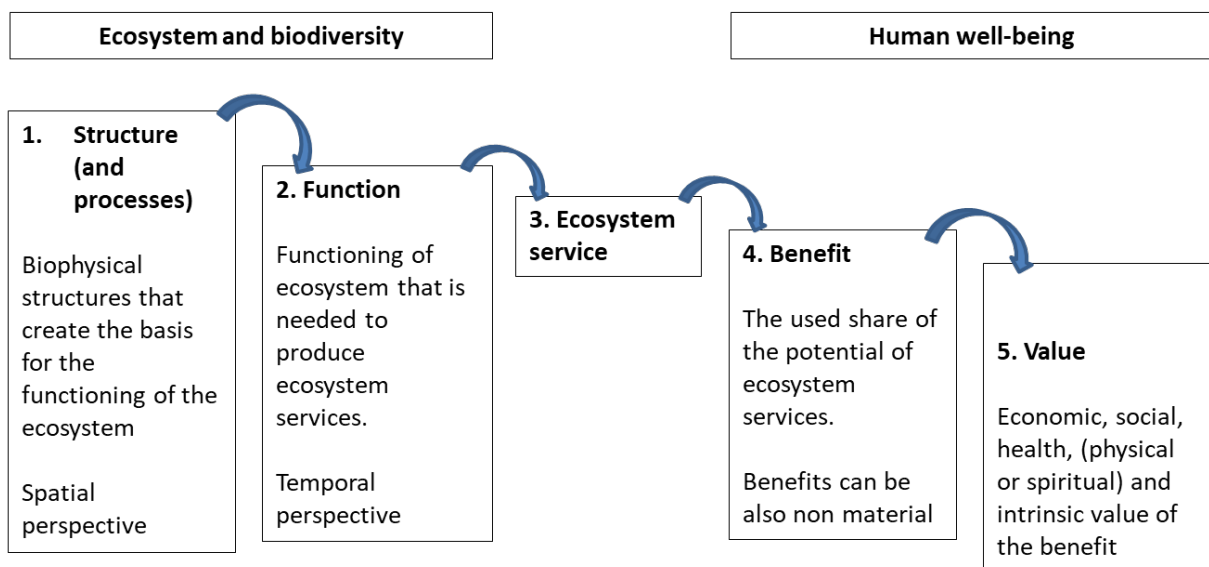 Ecosystem and biodiversity
Human well-being
1. Structure
(and
processes)
Biophysical
structures that
create the basis
for the
functioning of the
ecosystem
Spatial
perspective
2. Function
Functioning of
ecosystem that is
needed to
produce
ecosystem
services.
Temporal
perspective
3. Ecosystem
service
4. Benefit
The used share of
the potential of
ecosystem
services.
Benefits can be
also non material
5. Value
Economic, social,
health, (physical
or spiritual) and
intrinsic value of
the benefit